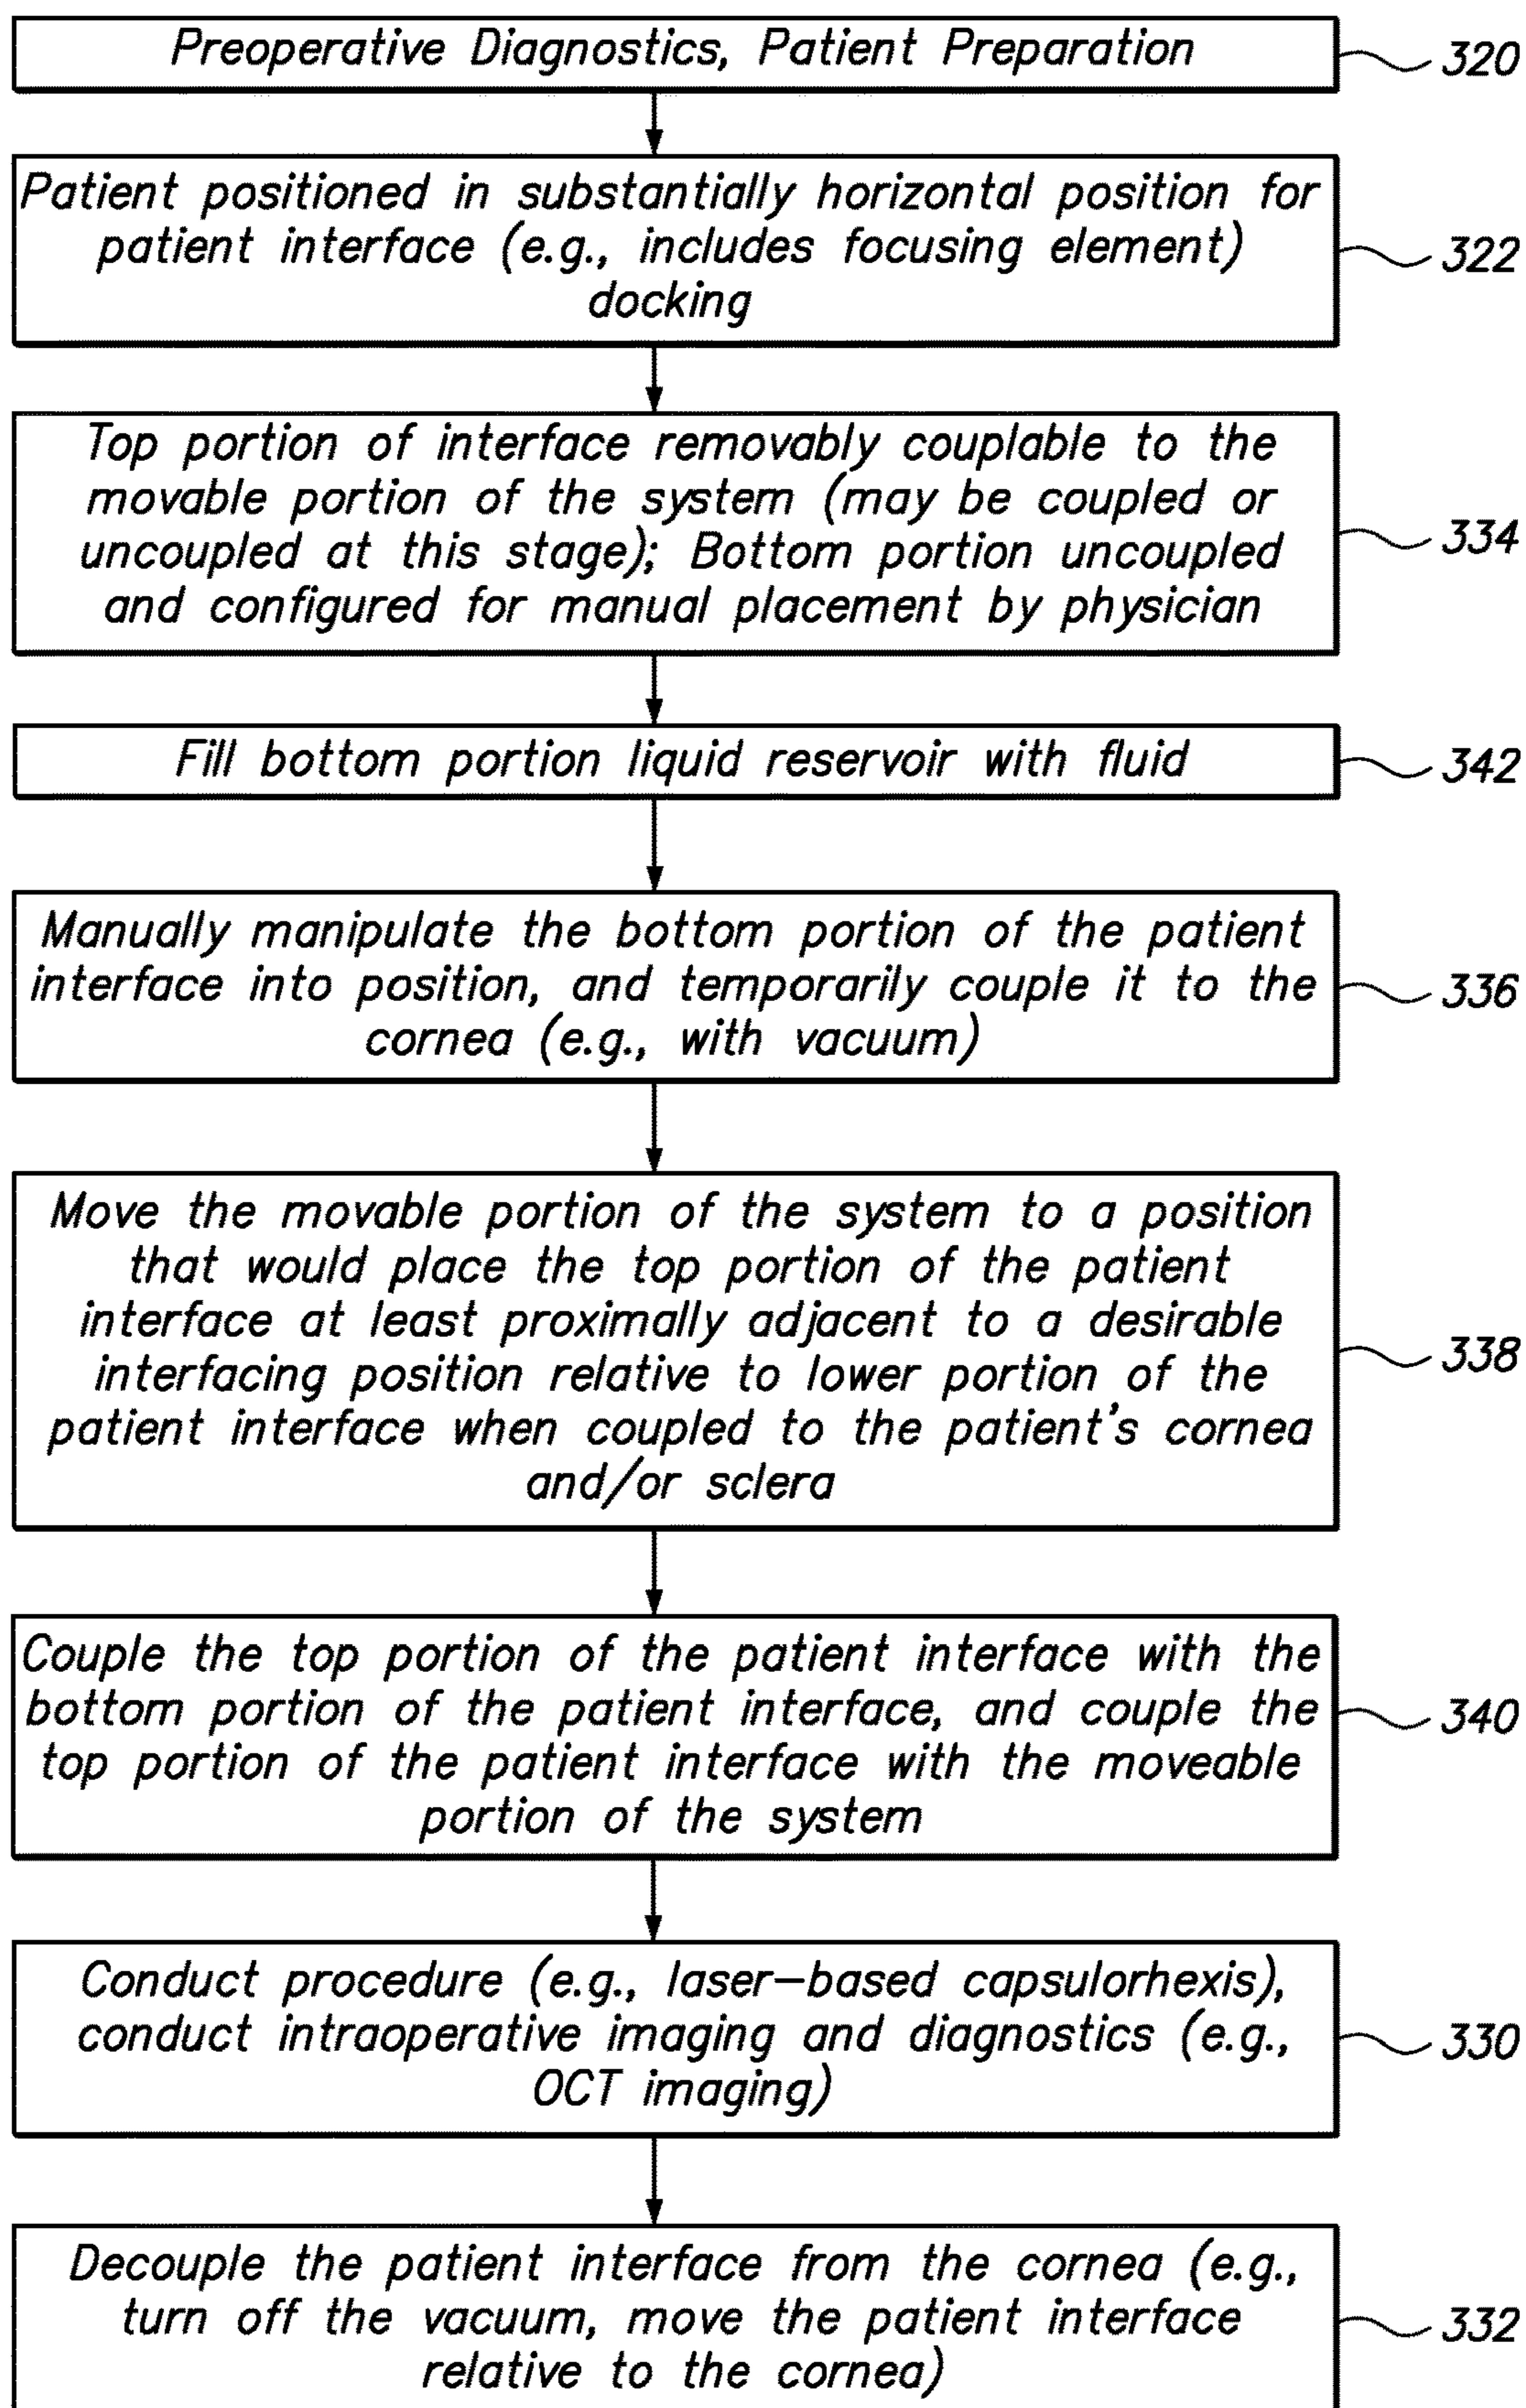 Preoperative Diagnostics, Patient Preparation
320
Patient positioned in substantially horizontal position for
patient interface (e.g., includes focusing element)
docking
322
Top portion of interface removably couplable to the
movable portion of the system (may be coupled or
uncoupled at this stage); Bottom portion uncoupled
and configured for manual placement by physician
334
Fill bottom portion liquid reservoir with fluid
342
Manually manipulate the bottom portion of the patient
interface into position, and temporarily couple it to the
cornea (e.g., with vacuum)
336
Move the movable portion of the system to a position
that would place the top portion of the patient
interface at least proximally adjacent to a desirable
interfacing position relative to lower portion of the
patient interface when coupled to the patient's cornea
and/or sclera
338
Couple the top portion of the patient interface with the
bottom portion of the patient interface, and couple the
top portion of the patient interface with the moveable
portion of the system
340
Conduct procedure (e.g., laser-based capsulorhexis),
conduct intraoperative imaging and diagnostics (e.g.,
OCT imaging)
330
Decouple the patient interface from the cornea (e.g.,
turn off the vacuum, move the patient interface
relative to the cornea)
332